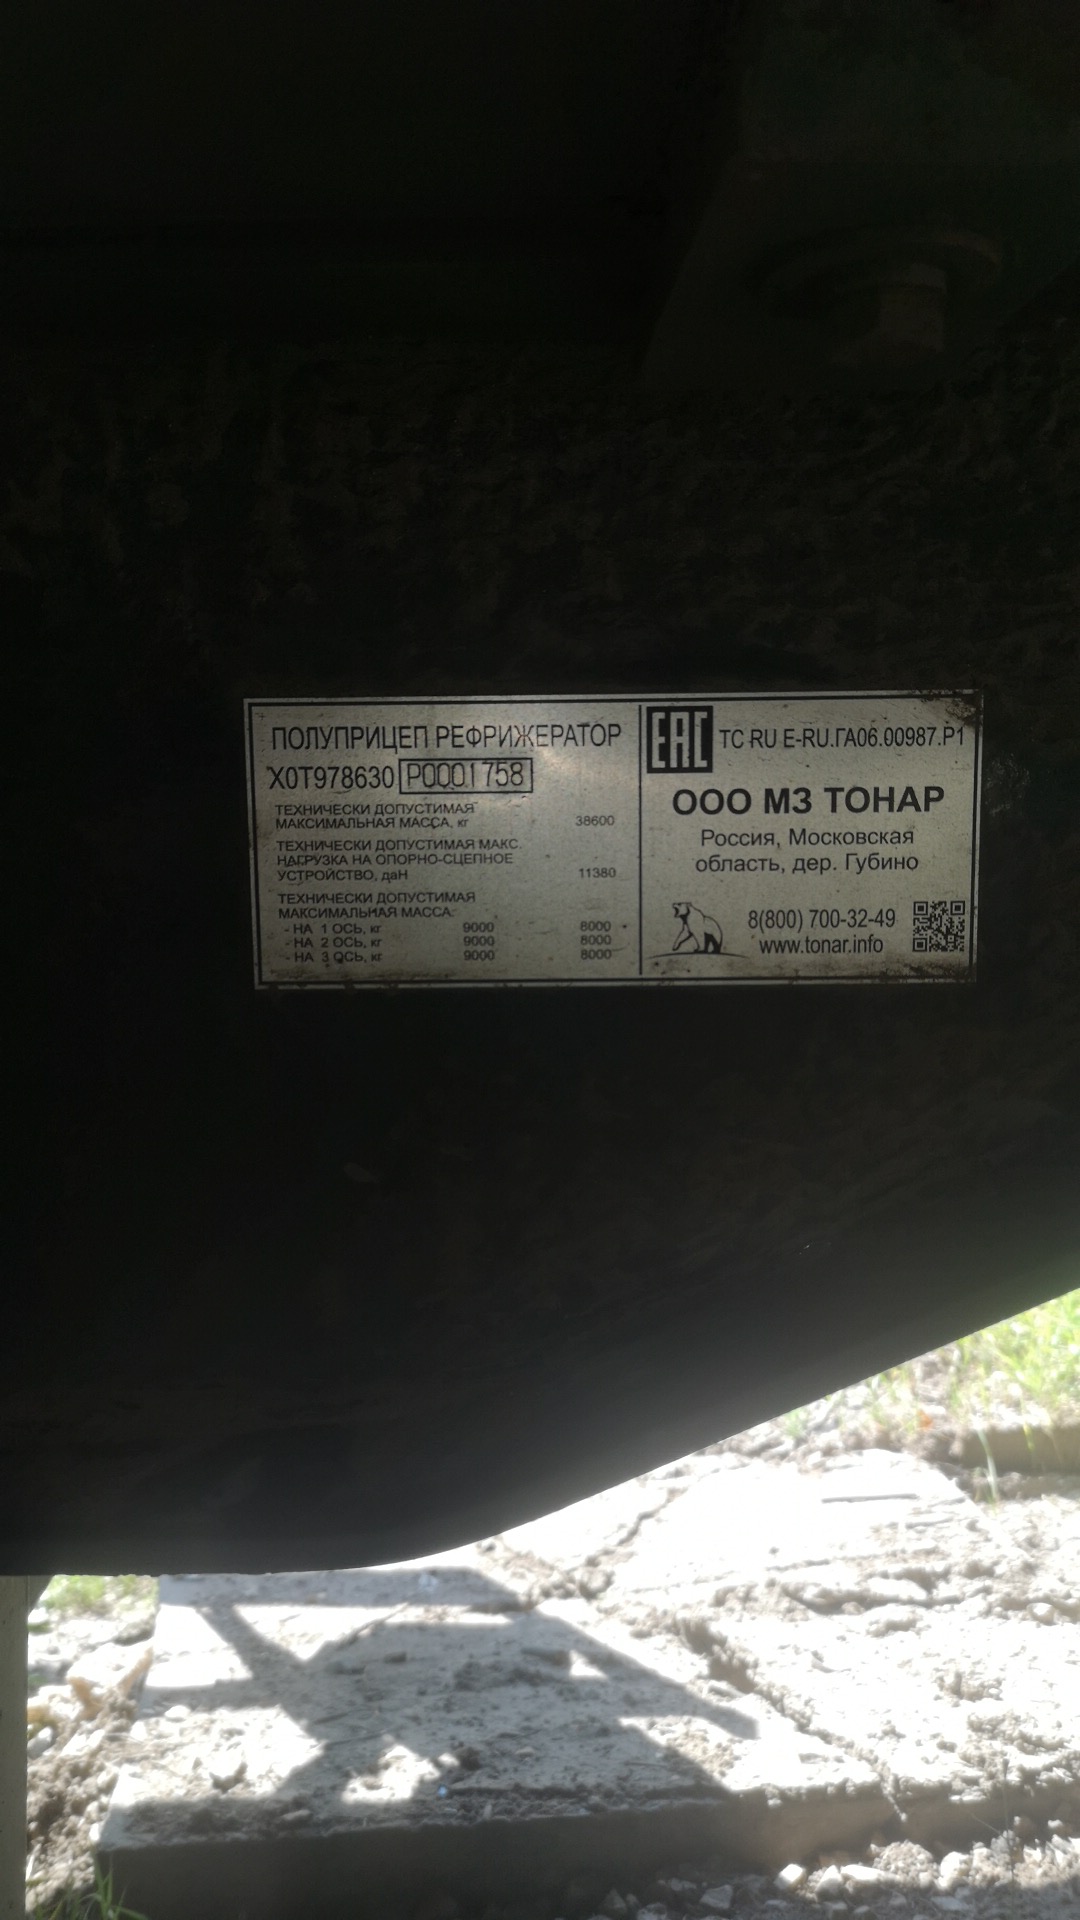 ПОЛУПРИЦЕП РЕФРИЖЕРАТОР
X0T978630 P0001758
ТЕХНИЧЕСКИ ДОПУСТИМАЯ
МАКСИМАЛЬНАЯ МАССА, кг 38600
ТЕХНИЧЕСКИ ДОПУСТИМАЯ МАКС.
НАГРУЗКА НА ОПОРНО-СЦЕПНОЕ
УСТРОЙСТВО, даН 11380
ТЕХНИЧЕСКИ ДОПУСТИМАЯ
МАКСИМАЛЬНАЯ МАССА:
- НА 1 ОСЬ, кг 9000 8000
- НА 2 ОСЬ, кг 9000 8000
- НА 3 ОСЬ, кг 9000 8000
EAC TC RU E-RU.ГА06.00987.P1
ООО МЗ ТОНАР
Россия, Московская
область, дер. Губино
8(800) 700-32-49
www.tonar.info